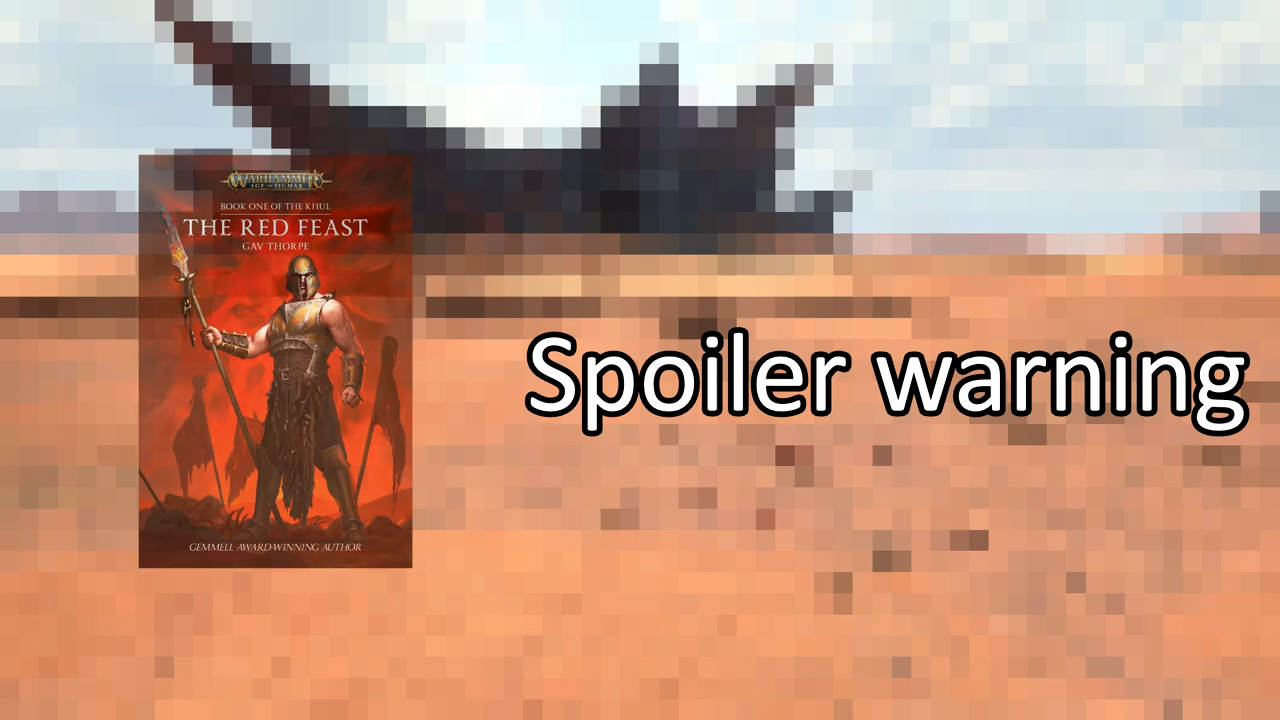 WARHAMMER
AGE OF SIGMAR
BOOK ONE OF THE KHUL
THE RED FEAST
GAV THORPE
GEMMELL AWARD-WINNING AUTHOR
Spoiler warning